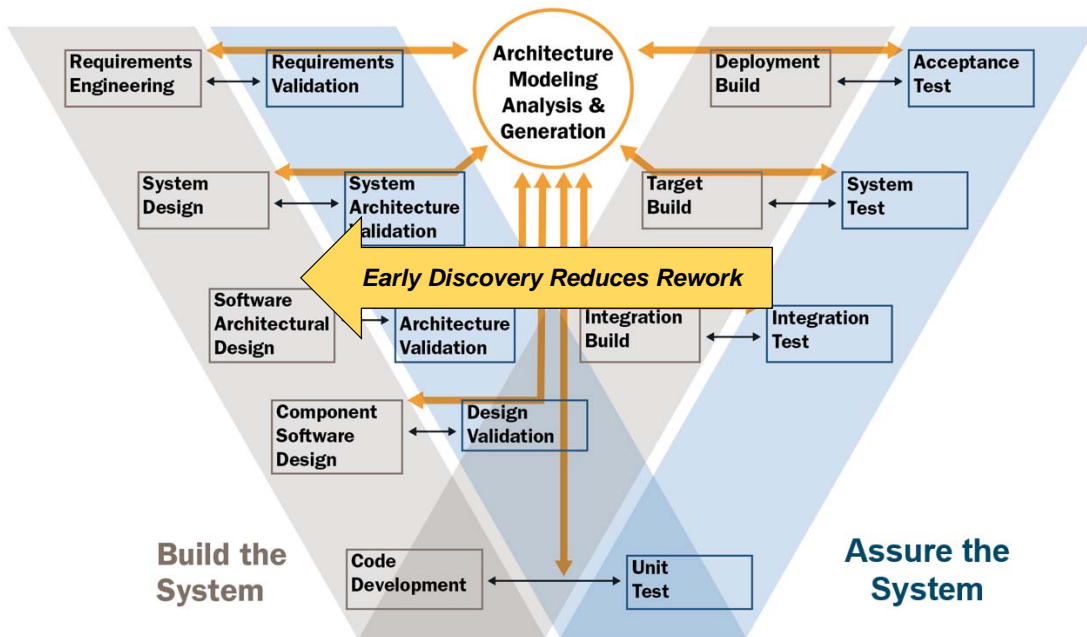 Architecture
Modeling
Analysis &
Generation
Requirements
Engineering
Requirements
Validation
Deployment
Build
Acceptance
Test
System
Design
System
Architecture
Validation
Target
Build
System
Test
Early Discovery Reduces Rework
Software
Architectural
Design
Architecture
Validation
Integration
Build
Integration
Test
Component
Software
Design
Design
Validation
Build the
System
Code
Development
Unit
Test
Assure the
System